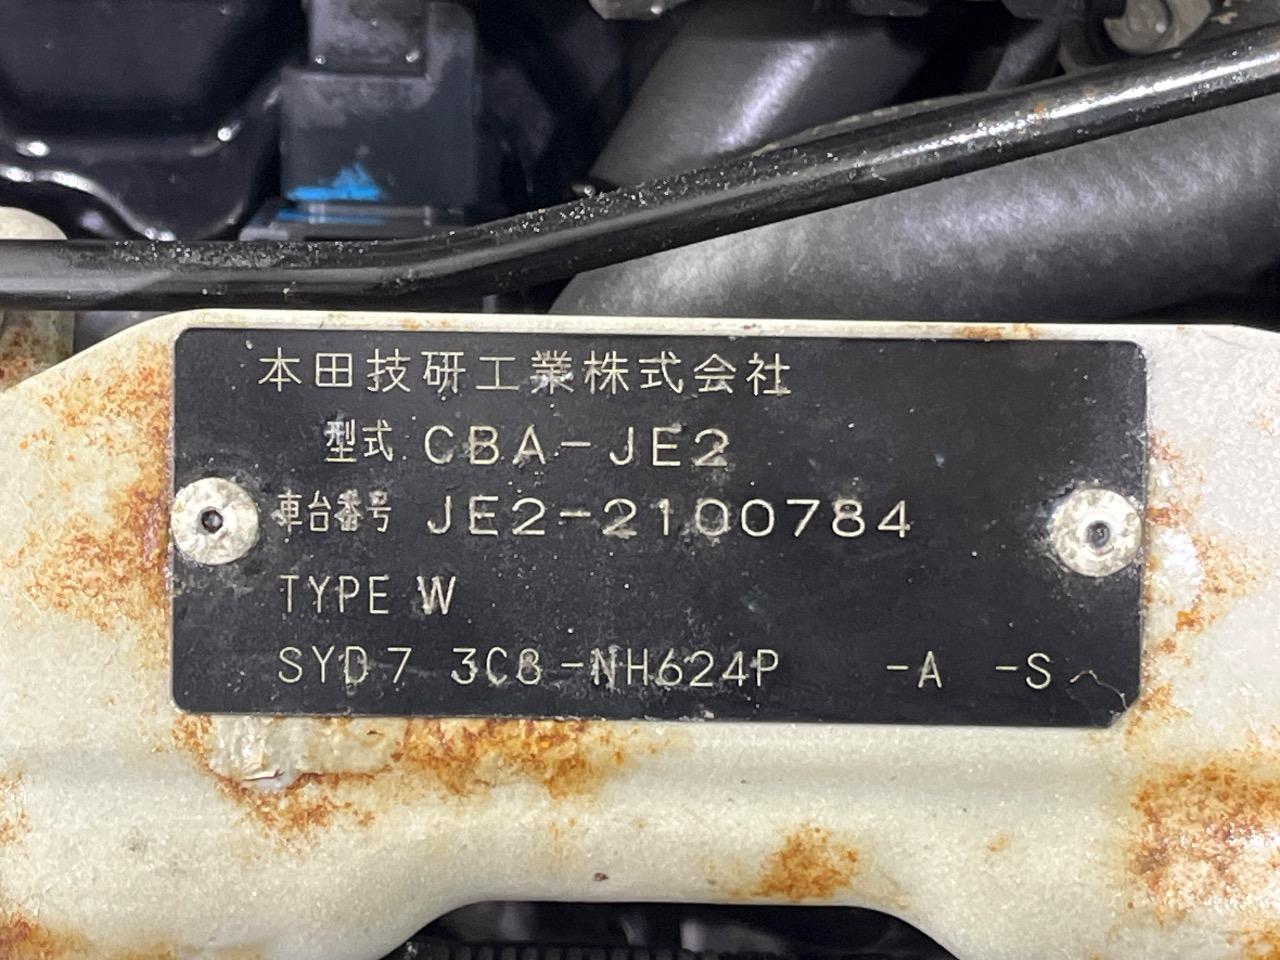 本田技研工業株式会社
型式 CBA-JE2
車台番号 JE2-2100784
TYPE W
SYD7 3C8-NH624P -A -S